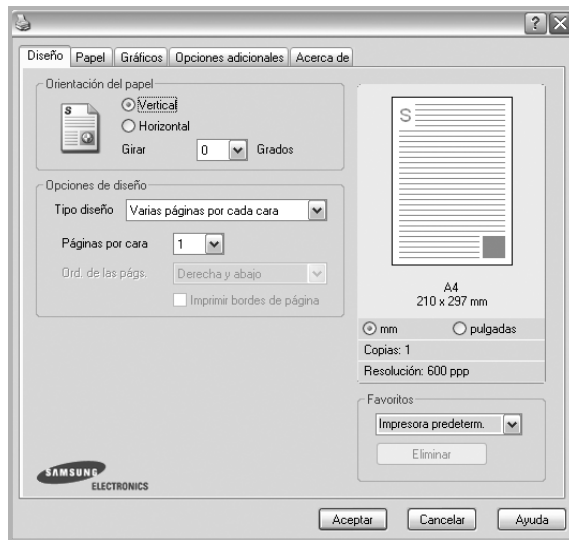 Diseño Papel Gráficos Opciones adicionales Acerca de
Orientación del papel
S
Vertical
Horizontal
Girar 0 Grados
Opciones de diseño
Tipo diseño Varias páginas por cada cara
Páginas por cara 1
Ord. de las págs. Derecha y abajo
Imprimir bordes de página
S
A4
210 x 297 mm
mm pulgadas
Copias: 1
Resolución: 600 ppp
Favoritos
Impresora predeterm.
Eliminar
SAMSUNG
ELECTRONICS
Aceptar Cancelar Ayuda